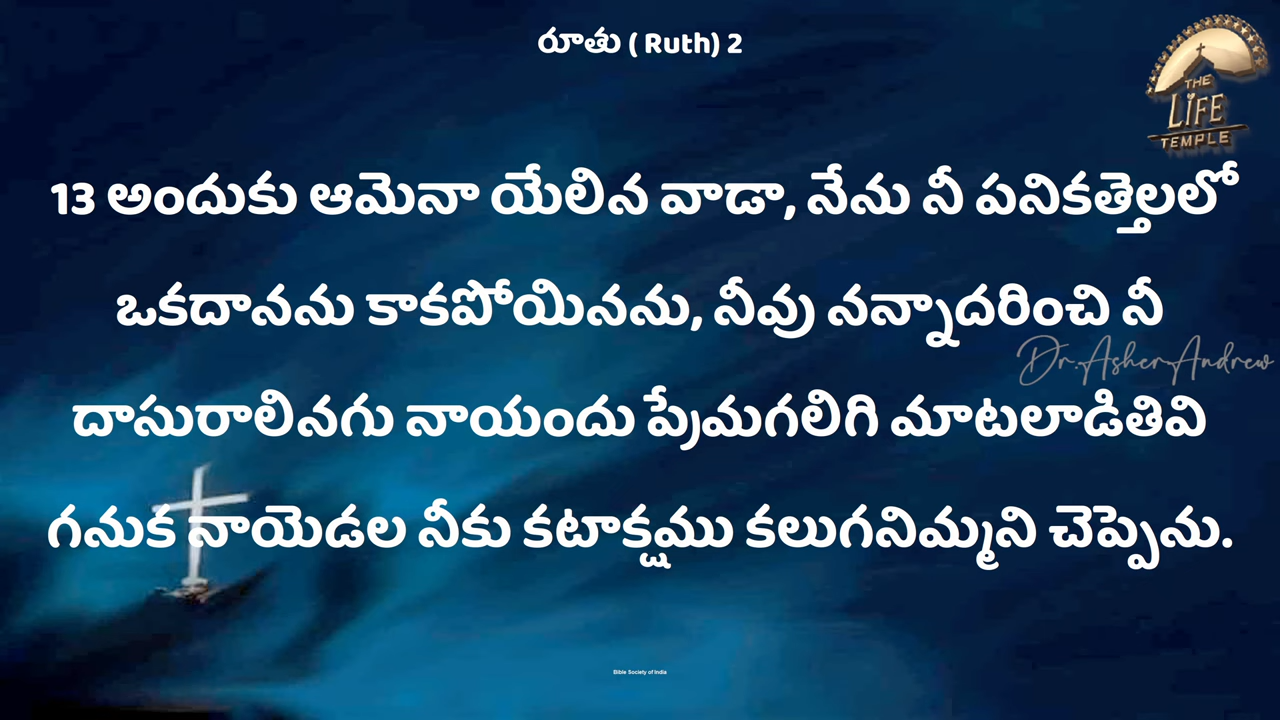 రూతు ( Ruth) 2
THE
LIFE
TEMPLE
13 అందుకు ఆమెనా యేలిన వాడా, నేను నీ పనికత్తెలలో
ఒకదానను కాకపోయినను, నీవు నన్నాదరించి నీ
Dr.AsherAndrew
దాసురాలినగు నాయందు ప్రేమగలిగి మాటలాడితివి
గనుక నాయెడల నీకు కటాక్షము కలుగనిమ్మని చెప్పెను.
Bible Society of India